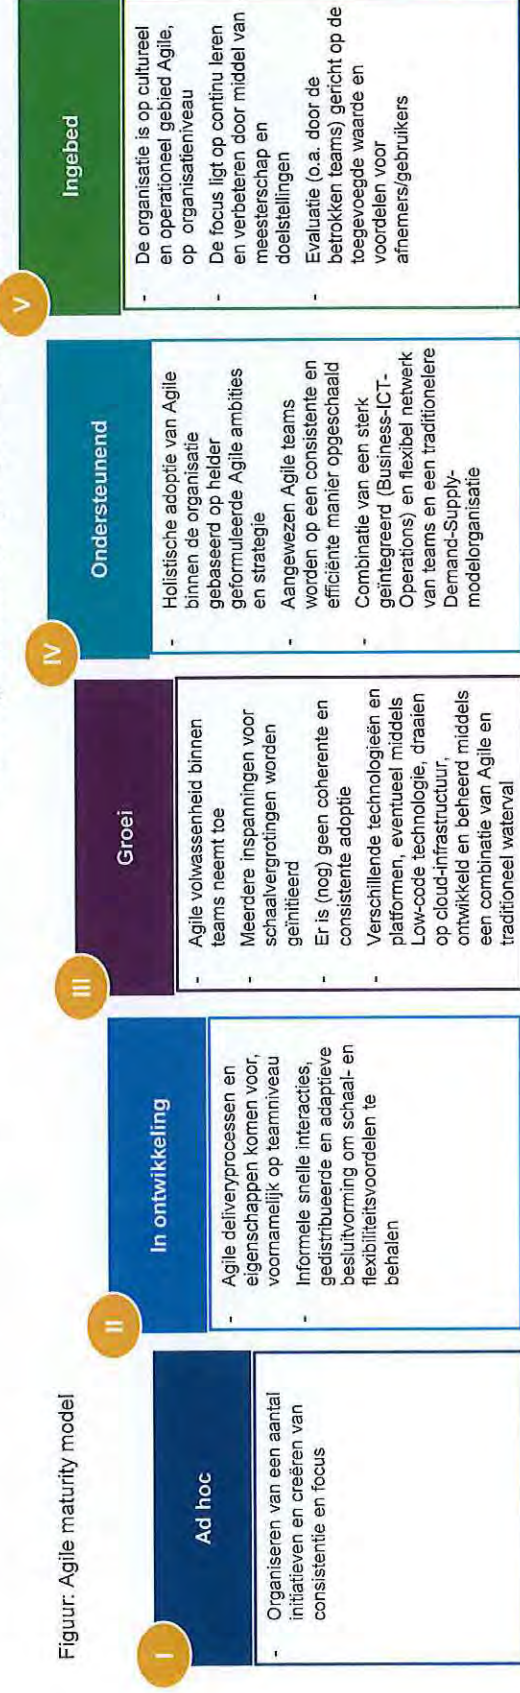 Figuur: Agile maturity model
I
Ad hoc
- Organiseren van een aantal
initiatieven en creëren van
consistentie en focus
II
In ontwikkeling
- Agile deliveryprocessen en
eigenschappen komen voor,
voornamelijk op teamniveau
- Informele snelle interacties,
gedistribueerde en adaptieve
besluitvorming om schaal- en
flexibiliteitsvoordelen te
behalen
III
Groei
- Agile volwassenheid binnen
teams neemt toe
- Meerdere inspanningen voor
schaalvergrotingen worden
geïnitieerd
- Er is (nog) geen coherente en
consistente adoptie
- Verschillende technologieën en
platformen, eventueel middels
Low-code technologie, draaien
op cloud-infrastructuur,
ontwikkeld en beheerd middels
een combinatie van Agile en
traditioneel waterval
IV
Ondersteunend
- Holistische adoptie van Agile
binnen de organisatie
gebaseerd op helder
geformuleerde Agile ambities
en strategie
- Aangewezen Agile teams
worden op een consistente en
efficiënte manier opgeschaald
- Combinatie van een sterk
geïntegreerd (Business-ICT-
Operations) en flexibel netwerk
van teams en een traditionelere
Demand-Supply-
modelorganisatie
V
Ingebed
- De organisatie is op cultureel
en operationeel gebied Agile,
op organisatieniveau
- De focus ligt op continu leren
en verbeteren door middel van
meesterschap en
doelstellingen
- Evaluatie (o.a. door de
betrokken teams) gericht op de
toegevoegde waarde en
voordelen voor
afnemers/gebruikers